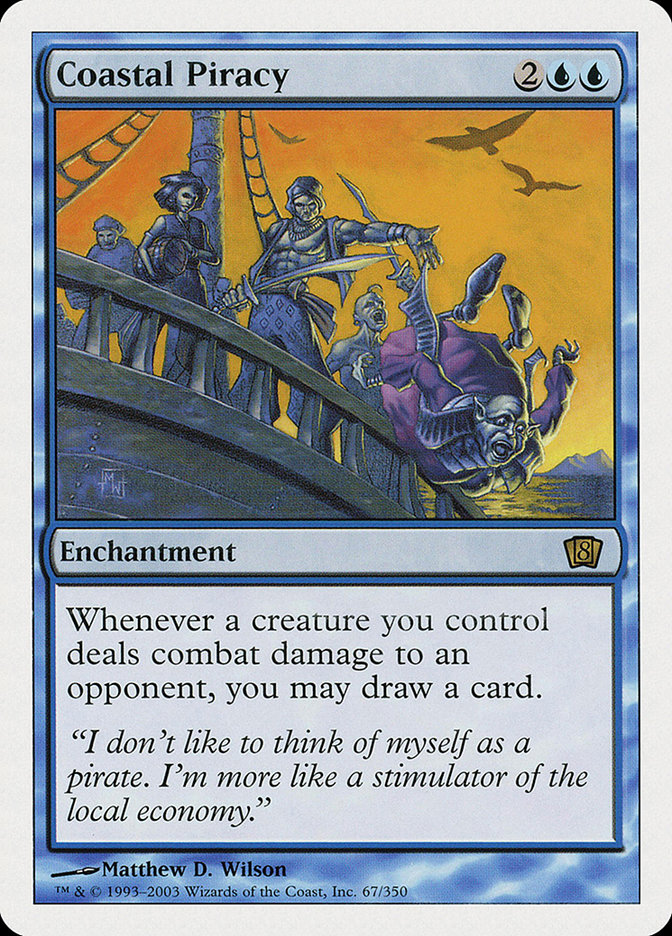 Coastal Piracy 2
Enchantment 8
Whenever a creature you control
deals combat damage to an
opponent, you may draw a card.
“I don’t like to think of myself as a
pirate. I’m more like a stimulator of the
local economy.”
Matthew D. Wilson
™ & © 1993–2003 Wizards of the Coast, Inc. 67/350